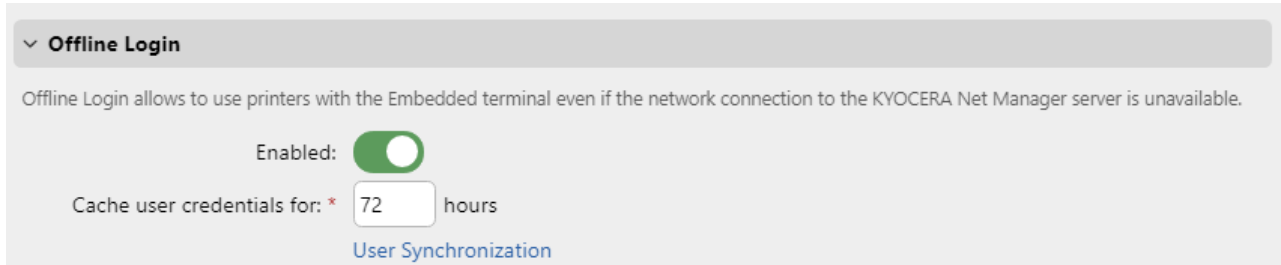 Offline Login
Offline Login allows to use printers with the Embedded terminal even if the network connection to the KYOCERA Net Manager server is unavailable.
Enabled:
Cache user credentials for: * 72 hours
User Synchronization